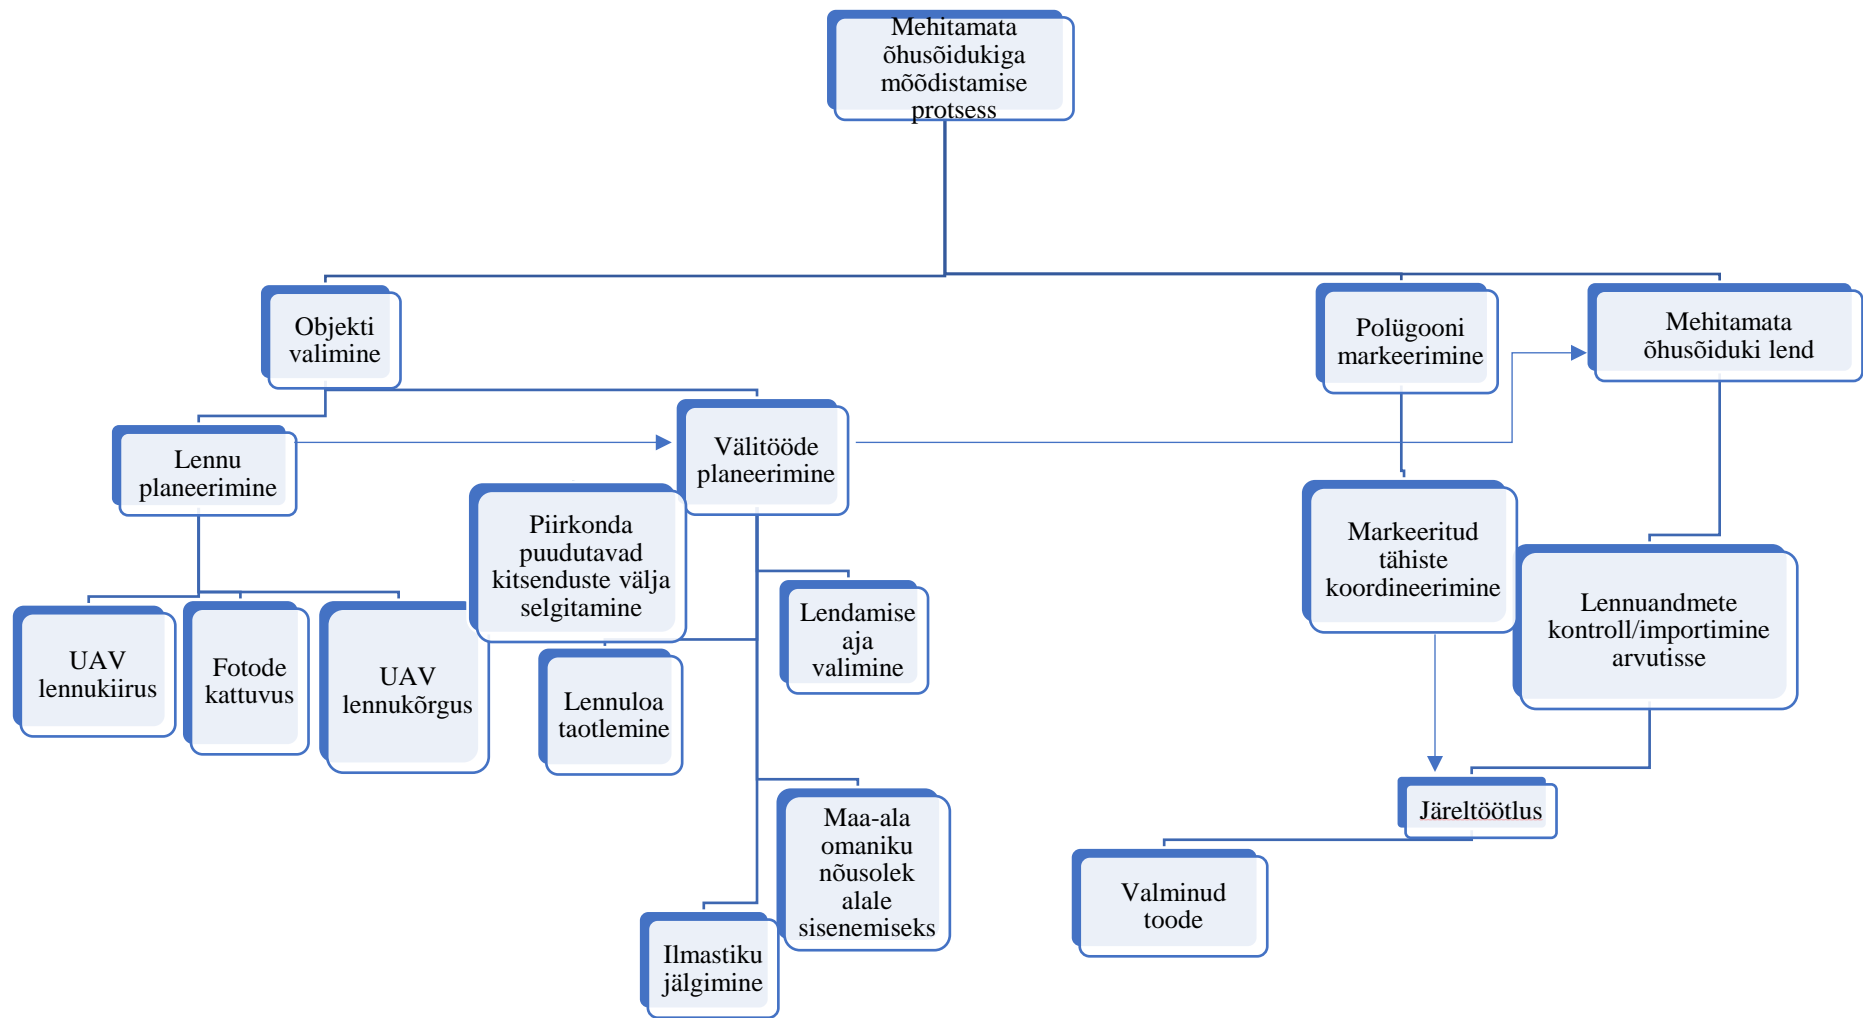 Mehitamata
õhusõidukiga
mõõdistamise
protsess
Objekti
valimine
Polügooni
markeerimine
Mehitamata
õhusõiduki lend
Lennu
planeerimine
Välitööde
planeerimine
Piirkonda
puudutavad
kitsenduste välja
selgitamine
Markeeritud
tähiste
koordineerimine
Lennuandmete
kontroll/importimine
arvutisse
UAV
lennukiirus
Fotode
kattuvus
UAV
lennukõrgus
Lennuloa
taotlemine
Lendamise
aja
valimine
Maa-ala
omaniku
nõusolek
alale
sisenemiseks
Ilmastiku
jälgimine
Järeltöötlus
Valminud
toode